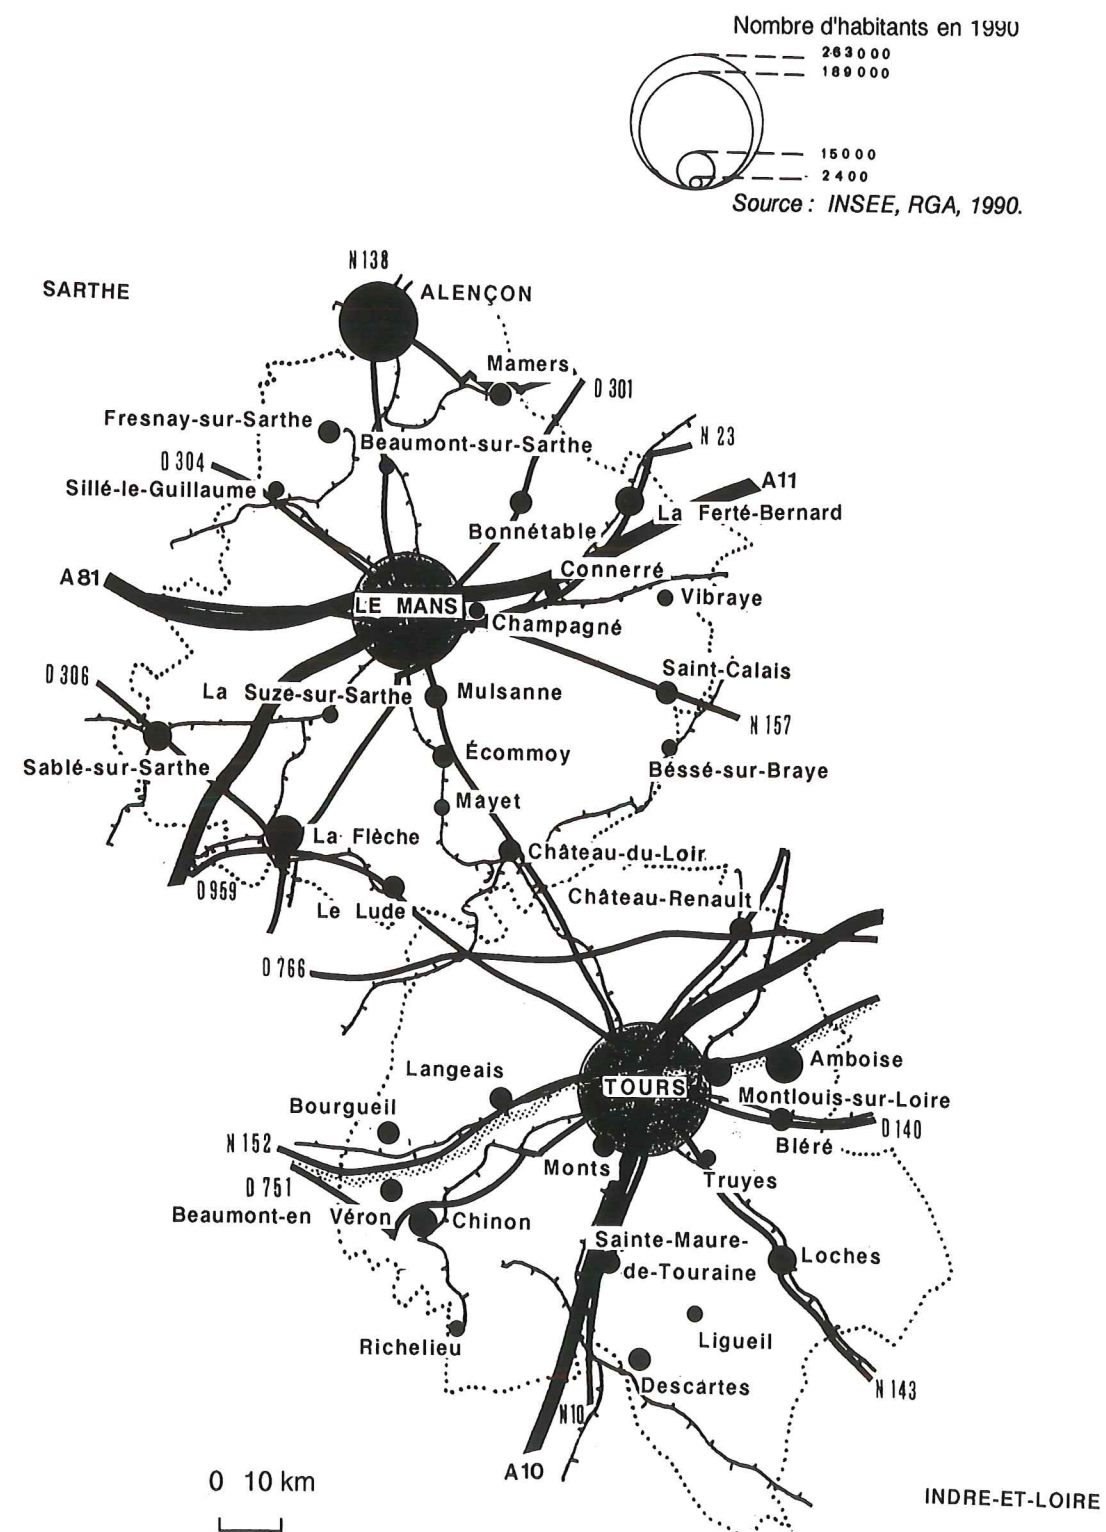 Nombre d'habitants en 1990
263000
189000
15000
2400
Source : INSEE, RGA, 1990.
N 138
SARTHE
ALENÇON
Mamers
D 301
Fresnay-sur-Sarthe
Beaumont-sur-Sarthe
N 23
D 304
Sillé-le-Guillaume
A11
La Ferté-Bernard
Bonnétable
Connerré
A81
LE MANS
Vibraye
Champagné
Saint-Calais
D 306
La Suze-sur-Sarthe
Mulsanne
N 157
Écommoy
Sablé-sur-Sarthe
Béssé-sur-Braye
Mayet
La Flèche
Château-du-Loir
D 959
Château-Renault
Le Lude
D 766
Amboise
Langeais
TOURS
Montlouis-sur-Loire
Bourgueil
D 140
N 152
Bléré
Monts
Truyes
D 751
Beaumont-en Véron
Chinon
Sainte-Maure-
de-Touraine
Loches
Ligueil
Richelieu
Descartes
N 143
N10
A10
0 10 km
INDRE-ET-LOIRE